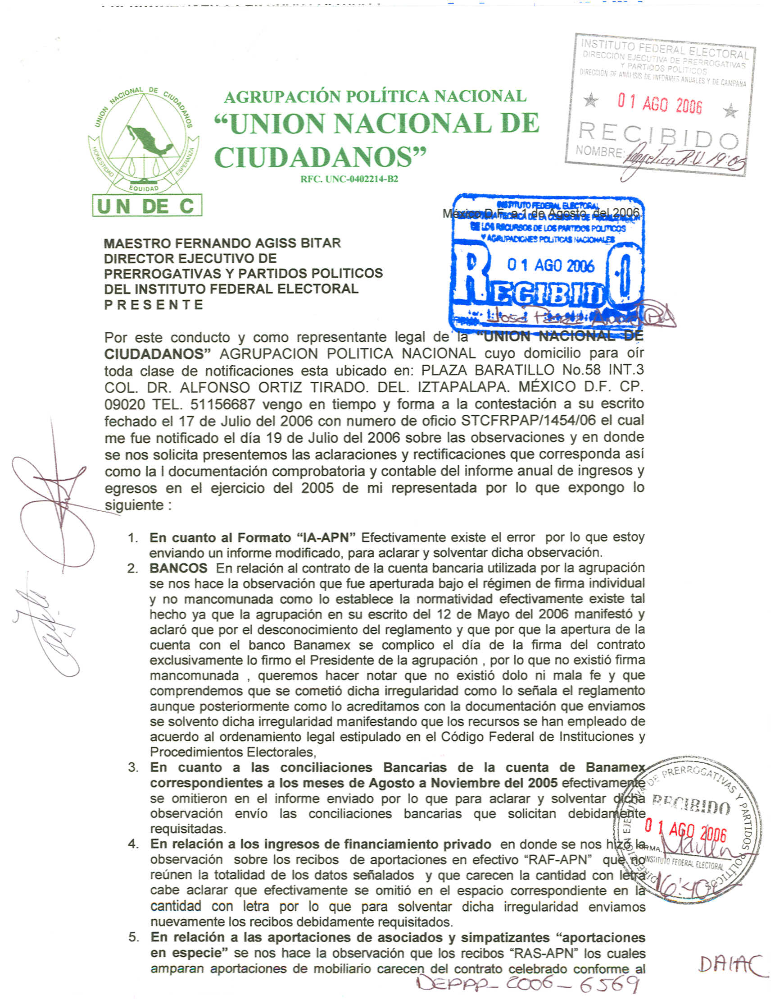 INSTITUTO FEDERAL ELECTORAL
DIRECCIÓN EJECUTIVA DE PRERROGATIVAS
Y PARTIDOS POLÍTICOS
DIRECCIÓN DE ANÁLISIS DE INFORMES ANUALES Y DE CAMPAÑA
01 AGO 2006
RECIBIDO
NOMBRE: Angélica R.U 19:05
UNION NACIONAL DE CIUDADANOS
HONESTIDAD
EQUIDAD
ESPERANZA
UN DE C
AGRUPACIÓN POLÍTICA NACIONAL
“UNION NACIONAL DE
CIUDADANOS”
RFC. UNC-0402214-B2
México D.F. a 1 de Agosto del 2006
INSTITUTO FEDERAL ELECTORAL
TECNICA DE LA COMISION DE FISCALIZACION
DE LOS RECURSOS DE LOS PARTIDOS POLITICOS
Y AGRUPACIONES POLITICAS NACIONALES
01 AGO 2006
RECIBIDO
José Pérez
MAESTRO FERNANDO AGISS BITAR
DIRECTOR EJECUTIVO DE
PRERROGATIVAS Y PARTIDOS POLITICOS
DEL INSTITUTO FEDERAL ELECTORAL
P R E S E N T E
Por este conducto y como representante legal de la “UNION NACIONAL DE
CIUDADANOS” AGRUPACION POLITICA NACIONAL cuyo domicilio para oír
toda clase de notificaciones esta ubicado en: PLAZA BARATILLO No.58 INT.3
COL. DR. ALFONSO ORTIZ TIRADO. DEL. IZTAPALAPA. MÉXICO D.F. CP.
09020 TEL. 51156687 vengo en tiempo y forma a la contestación a su escrito
fechado el 17 de Julio del 2006 con numero de oficio STCFRPAP/1454/06 el cual
me fue notificado el día 19 de Julio del 2006 sobre las observaciones y en donde
se nos solicita presentemos las aclaraciones y rectificaciones que corresponda así
como la l documentación comprobatoria y contable del informe anual de ingresos y
egresos en el ejercicio del 2005 de mi representada por lo que expongo lo
siguiente :
1. En cuanto al Formato “IA-APN” Efectivamente existe el error por lo que estoy
enviando un informe modificado, para aclarar y solventar dicha observación.
2. BANCOS En relación al contrato de la cuenta bancaria utilizada por la agrupación
se nos hace la observación que fue aperturada bajo el régimen de firma individual
y no mancomunada como lo establece la normatividad efectivamente existe tal
hecho ya que la agrupación en su escrito del 12 de Mayo del 2006 manifestó y
aclaró que por el desconocimiento del reglamento y que por que la apertura de la
cuenta con el banco Banamex se complico el día de la firma del contrato
exclusivamente lo firmo el Presidente de la agrupación , por lo que no existió firma
mancomunada , queremos hacer notar que no existió dolo ni mala fe y que
comprendemos que se cometió dicha irregularidad como lo señala el reglamento
aunque posteriormente como lo acreditamos con la documentación que enviamos
se solvento dicha irregularidad manifestando que los recursos se han empleado de
acuerdo al ordenamiento legal estipulado en el Código Federal de Instituciones y
Procedimientos Electorales,
3. En cuanto a las conciliaciones Bancarias de la cuenta de Banamex
correspondientes a los meses de Agosto a Noviembre del 2005 efectivamente
se omitieron en el informe enviado por lo que para aclarar y solventar dicha
observación envío las conciliaciones bancarias que solicitan debidamente
requisitadas.
4. En relación a los ingresos de financiamiento privado en donde se nos hizo la
observación sobre los recibos de aportaciones en efectivo “RAF-APN” que no
reúnen la totalidad de los datos señalados y que carecen la cantidad con letra
cabe aclarar que efectivamente se omitió en el espacio correspondiente en la
cantidad con letra por lo que para solventar dicha irregularidad enviamos
nuevamente los recibos debidamente requisitados.
5. En relación a las aportaciones de asociados y simpatizantes “aportaciones
en especie” se nos hace la observación que los recibos “RAS-APN” los cuales
amparan aportaciones de mobiliario carecen del contrato celebrado conforme al
DIRECCIÓN EJECUTIVA DE PRERROGATIVAS Y PARTIDOS POLÍTICOS
RECIBIDO
01 AGO 2006
FIRMA.
INSTITUTO FEDERAL ELECTORAL
16:40
DAIAC
DEPPP-2006-6569